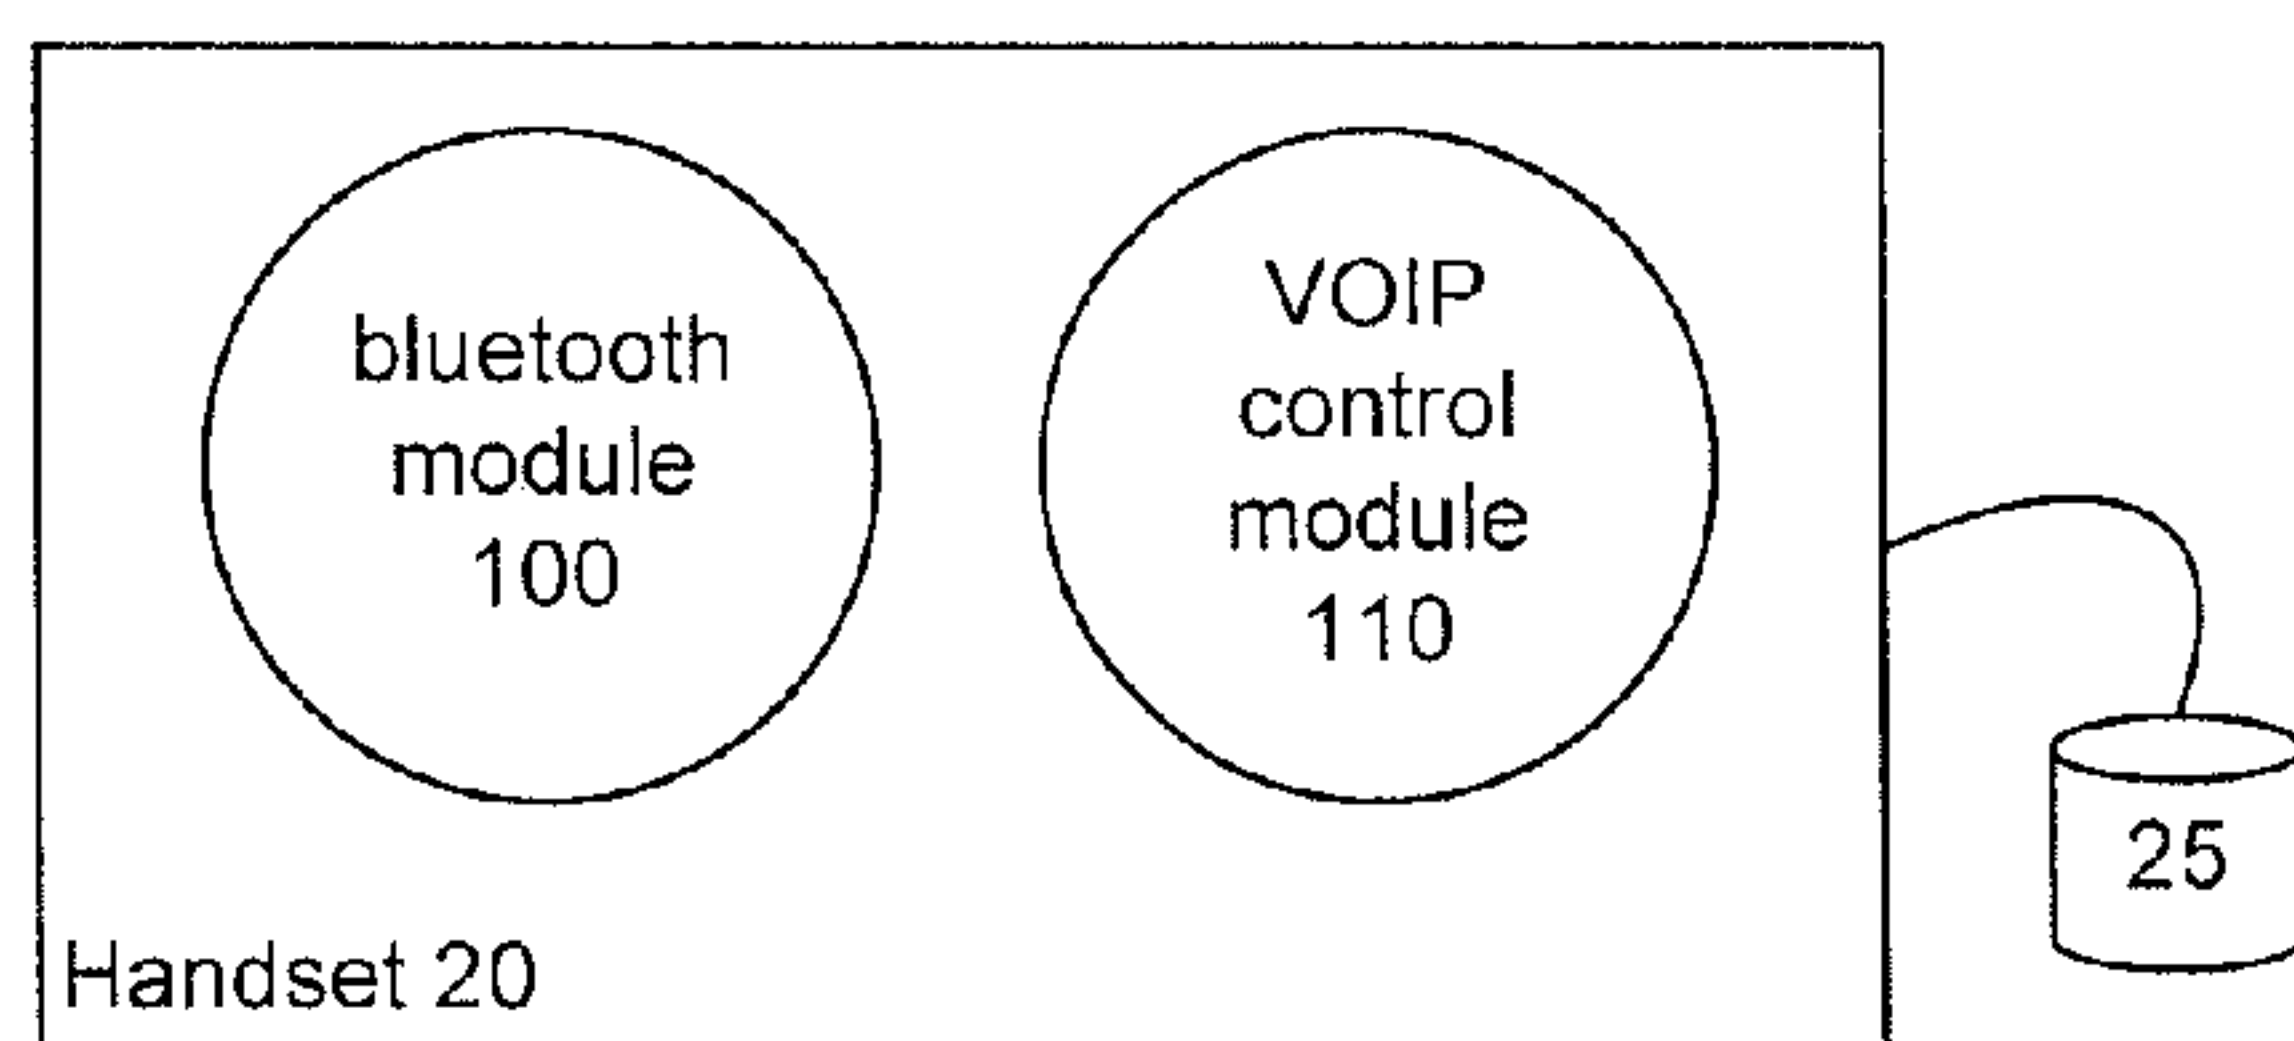 bluetooth
module
100
VOIP
control
module
110
25
Handset 20